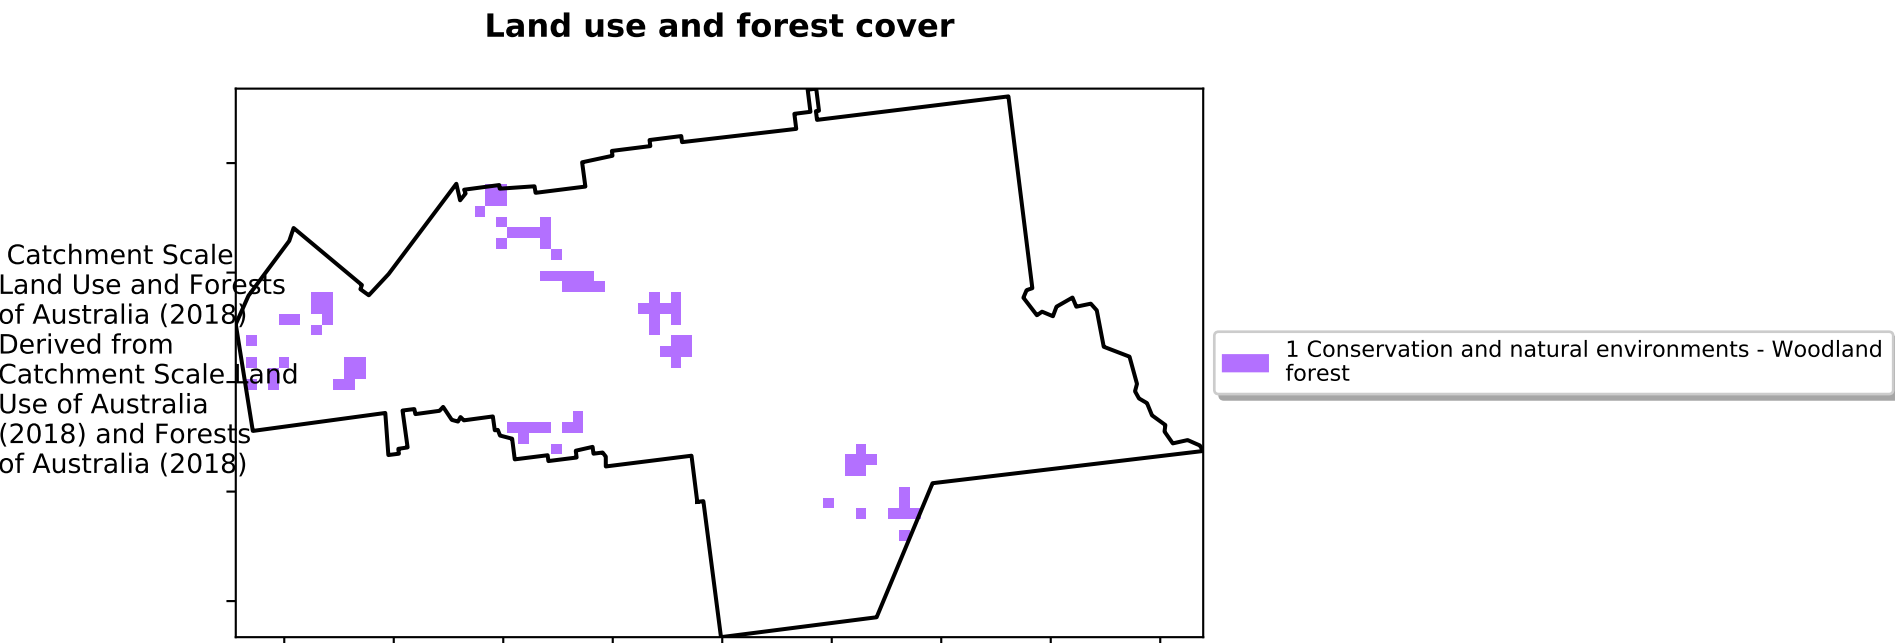 Land use and forest cover
Catchment Scale
Land Use and Forests
of Australia (2018)
Derived from
Catchment Scale Land
Use of Australia
(2018) and Forests
of Australia (2018)
1 Conservation and natural environments - Woodland
forest